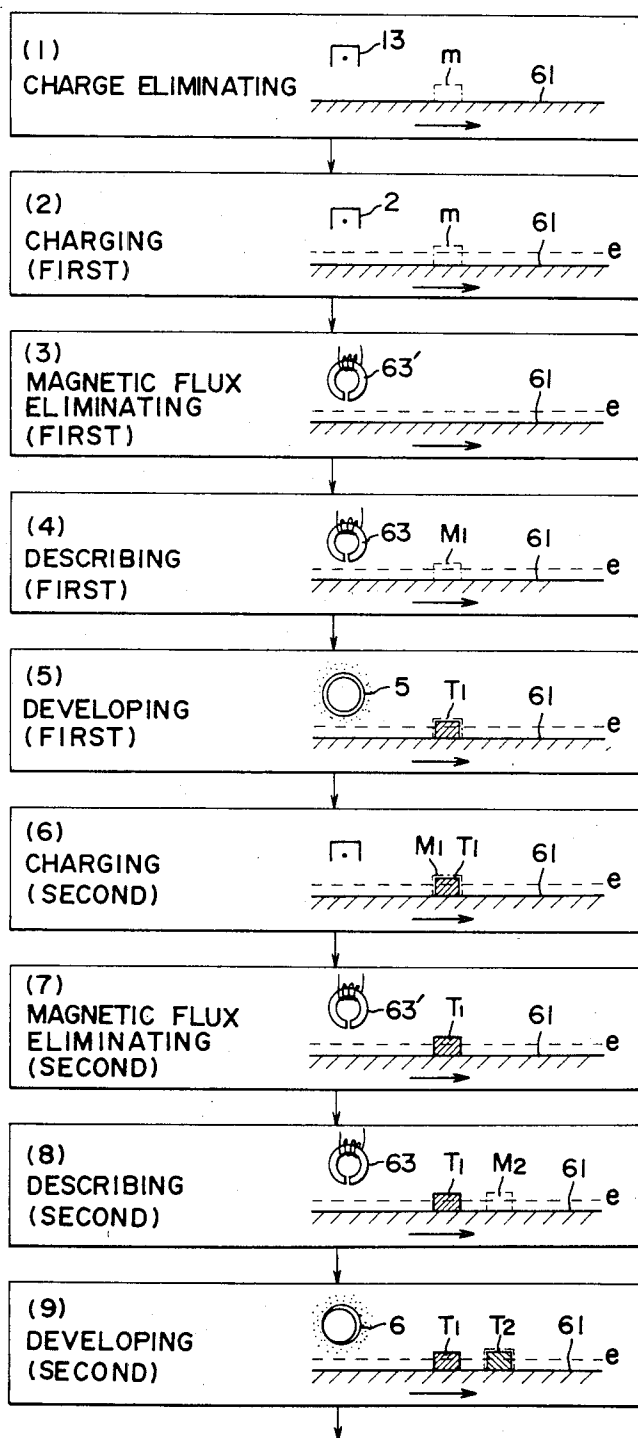 (1)
CHARGE ELIMINATING
13
m
61
(2)
CHARGING
(FIRST)
2
m
61
e
(3)
MAGNETIC FLUX
ELIMINATING
(FIRST)
63'
61
e
(4)
DESCRIBING
(FIRST)
63
M1
61
e
(5)
DEVELOPING
(FIRST)
5
T1
61
e
(6)
CHARGING
(SECOND)
M1 T1
61
e
(7)
MAGNETIC FLUX
ELIMINATING
(SECOND)
63'
T1
61
e
(8)
DESCRIBING
(SECOND)
63
T1
M2
61
e
(9)
DEVELOPING
(SECOND)
6
T1
T2
61
e